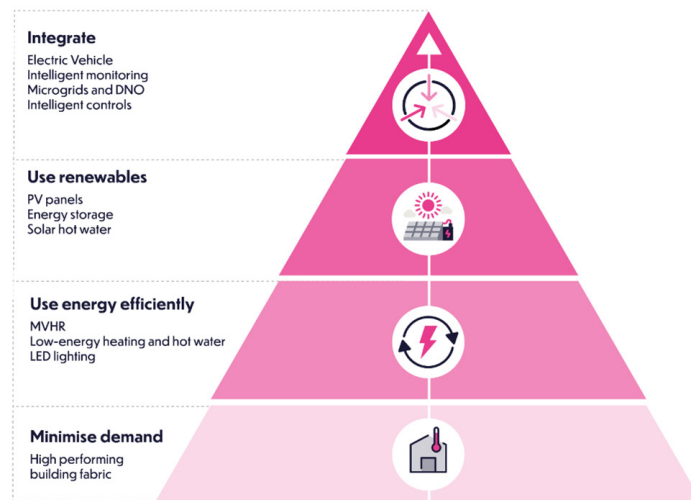 Integrate
Electric Vehicle
Intelligent monitoring
Microgrids and DNO
Intelligent controls
Use renewables
PV panels
Energy storage
Solar hot water
Use energy efficiently
MVHR
Low-energy heating and hot water
LED lighting
Minimise demand
High performing
building fabric